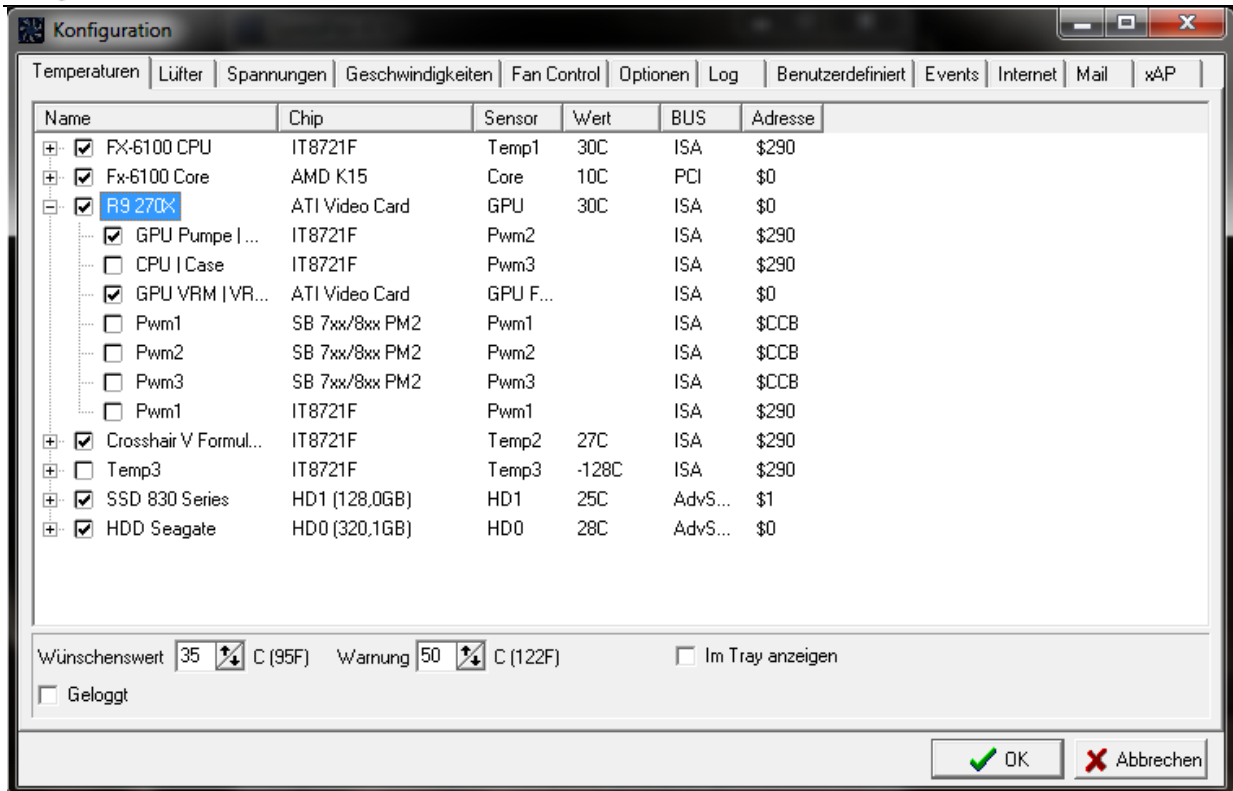 Konfiguration
Temperaturen Lüfter Spannungen Geschwindigkeiten Fan Control Optionen Log Benutzerdefiniert Events Internet Mail xAP
Name Chip Sensor Wert BUS Adresse
FX-6100 CPU IT8721F Temp1 30C ISA $290
Fx-6100 Core AMD K15 Core 10C PCI $0
R9 270X ATI Video Card GPU 30C ISA $0
GPU Pumpe | ... IT8721F Pwm2 ISA $290
CPU | Case IT8721F Pwm3 ISA $290
GPU VRM | VR... ATI Video Card GPU F... ISA $0
Pwm1 SB 7xx/8xx PM2 Pwm1 ISA $CCB
Pwm2 SB 7xx/8xx PM2 Pwm2 ISA $CCB
Pwm3 SB 7xx/8xx PM2 Pwm3 ISA $CCB
Pwm1 IT8721F Pwm1 ISA $290
Crosshair V Formul... IT8721F Temp2 27C ISA $290
Temp3 IT8721F Temp3 -128C ISA $290
SSD 830 Series HD1 (128,0GB) HD1 25C AdvS... $1
HDD Seagate HD0 (320,1GB) HD0 28C AdvS... $0
Wünschenswert 35 C (95F) Warnung 50 C (122F) Im Tray anzeigen
Geloggt
OK Abbrechen